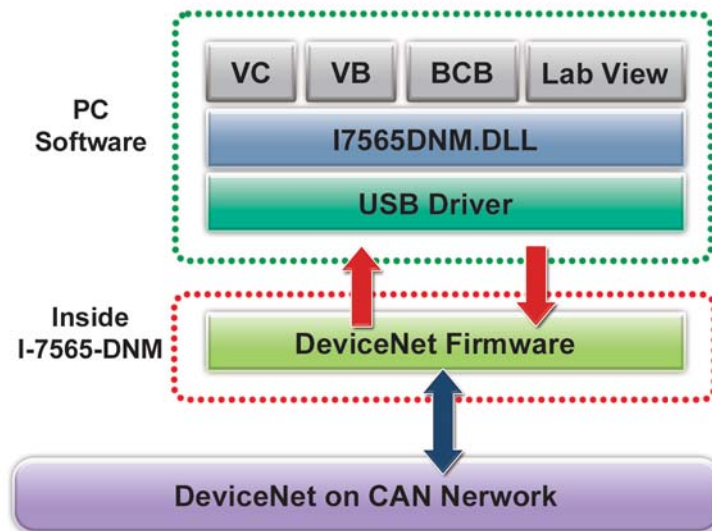 VC VB BCB Lab View
PC
Software
I7565DNM.DLL
USB Driver
Inside
I-7565-DNM
DeviceNet Firmware
DeviceNet on CAN Nerwork